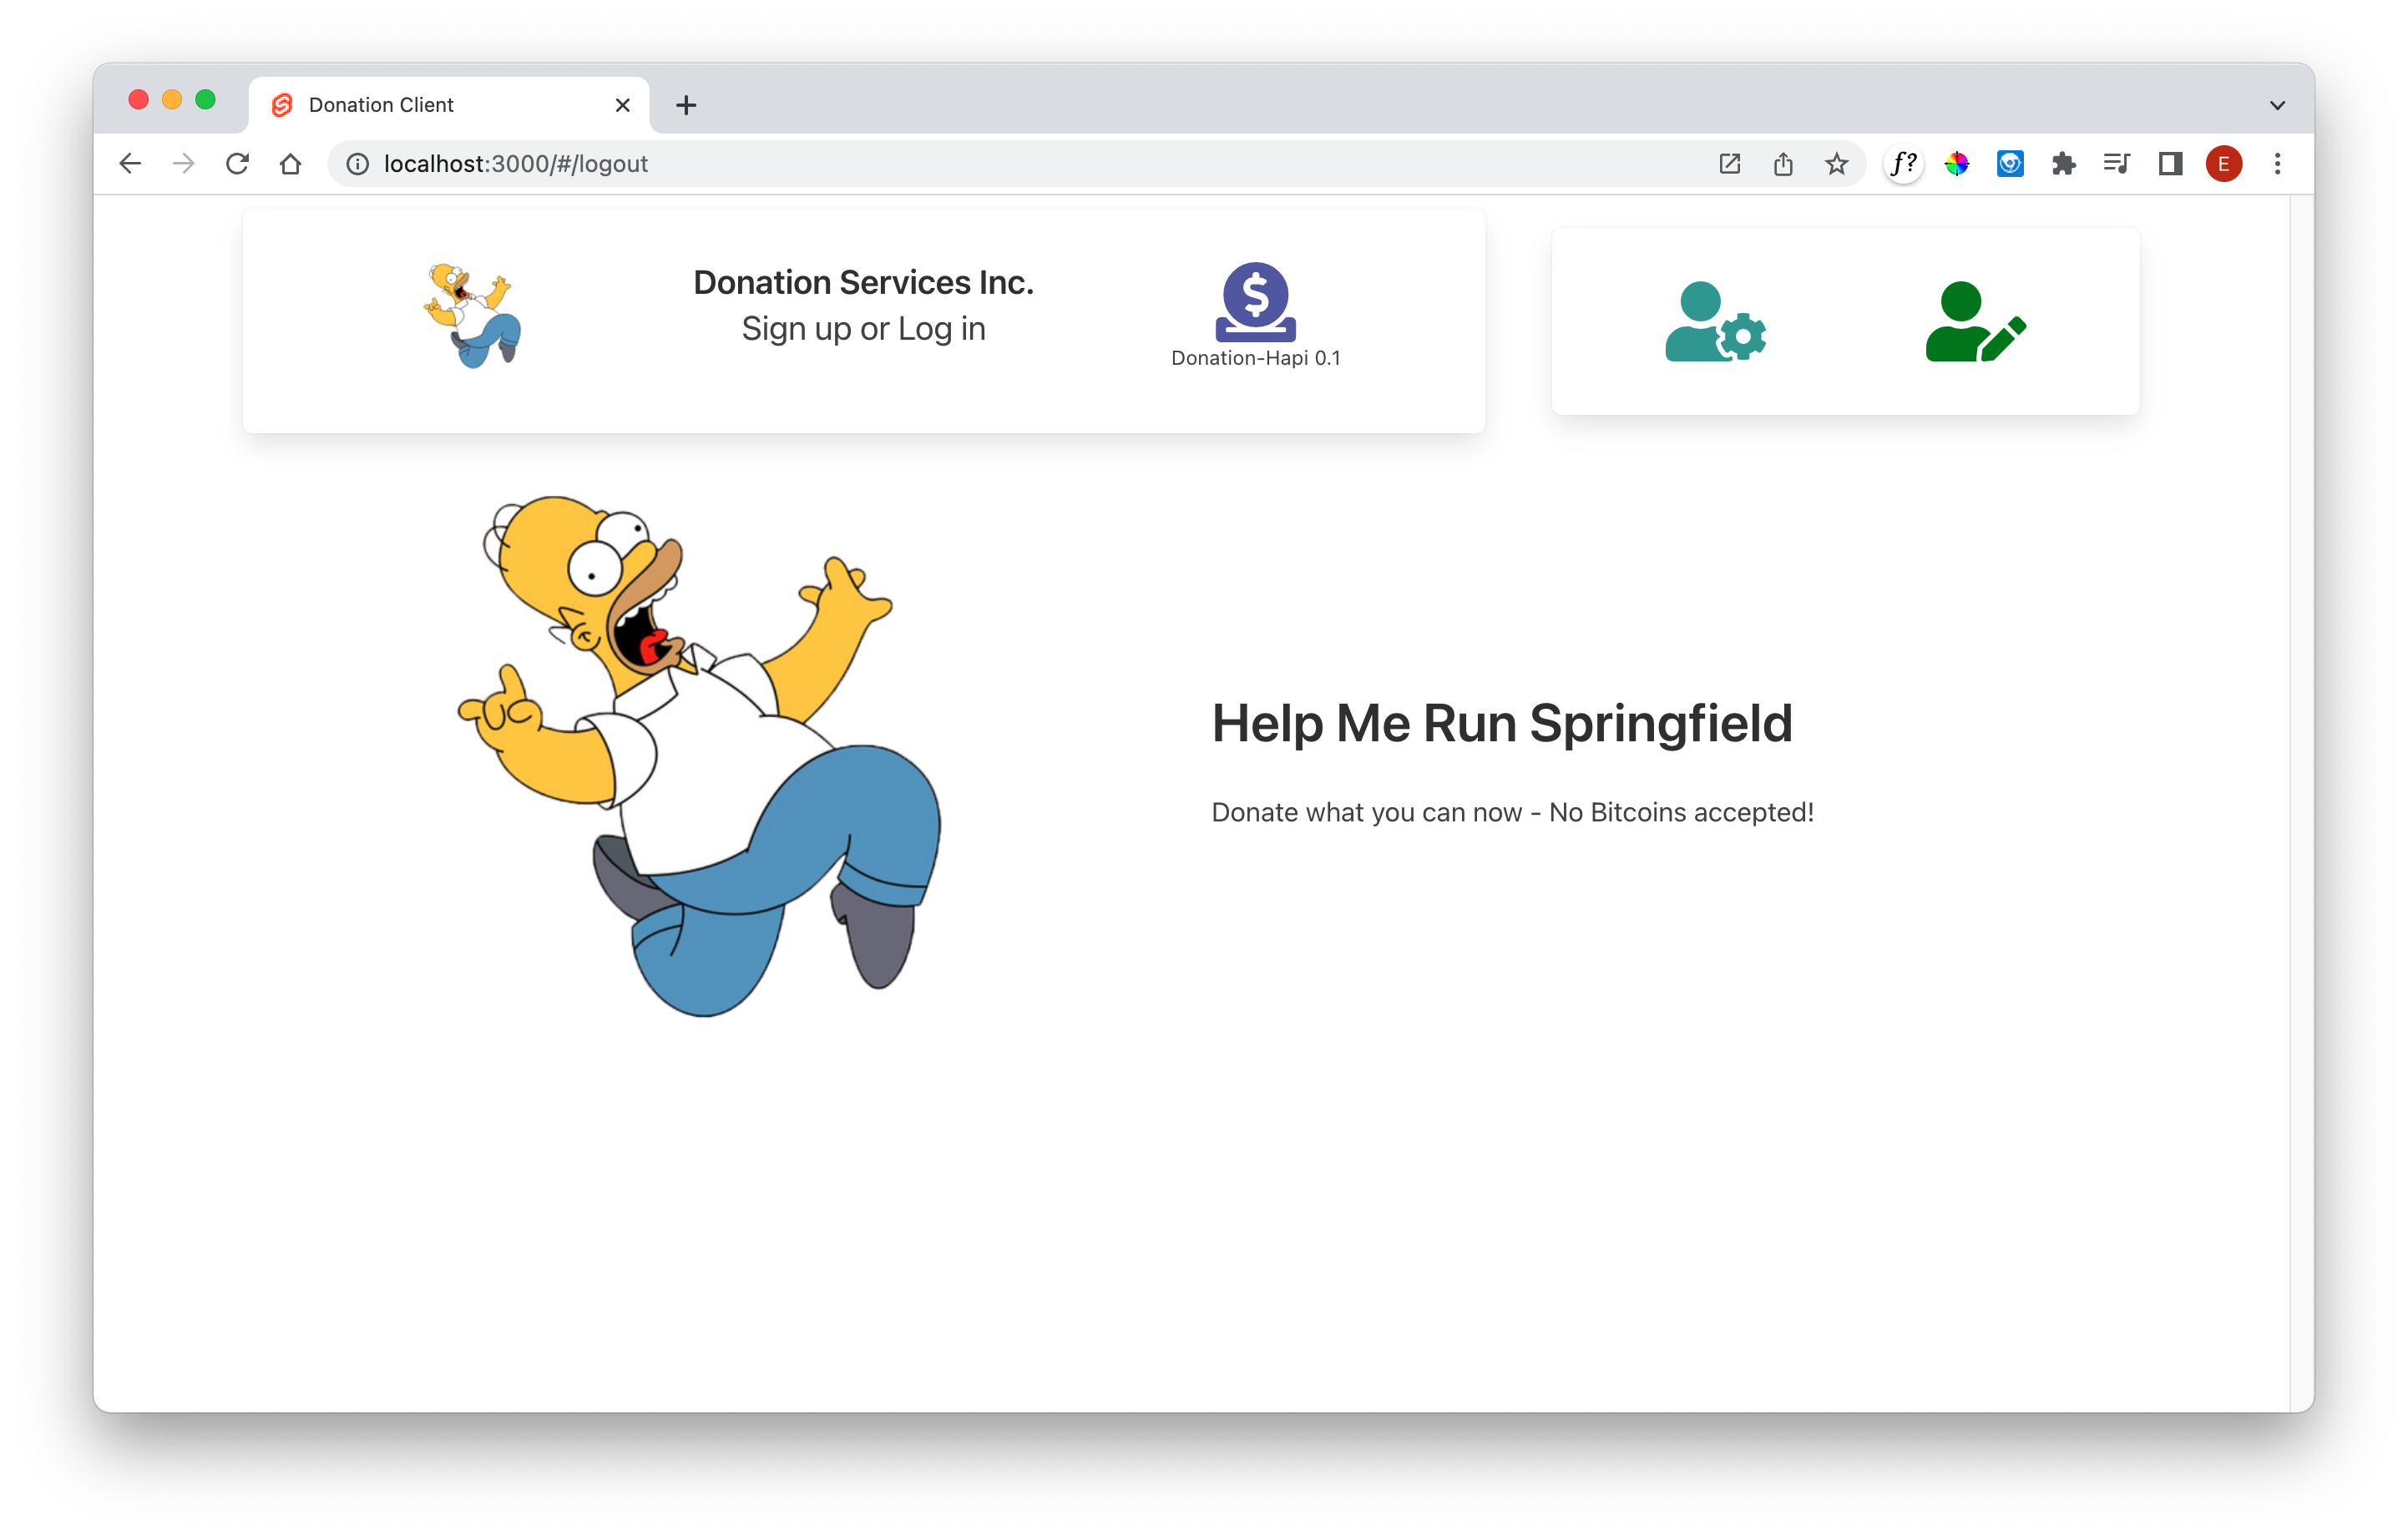 Donation Client
localhost:3000/#/logout
f?
E
Donation Services Inc.
Sign up or Log in
$
Donation-Hapi 0.1
Help Me Run Springfield
Donate what you can now - No Bitcoins accepted!